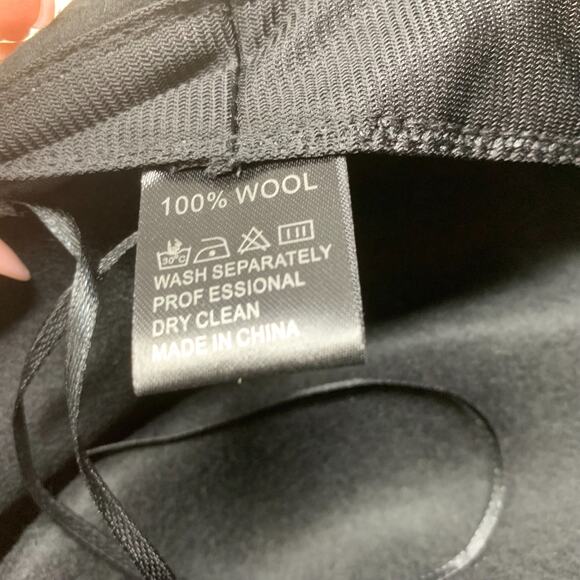 100% WOOL
30°C
WASH SEPARATELY
PROF ESSIONAL
DRY CLEAN
MADE IN CHINA